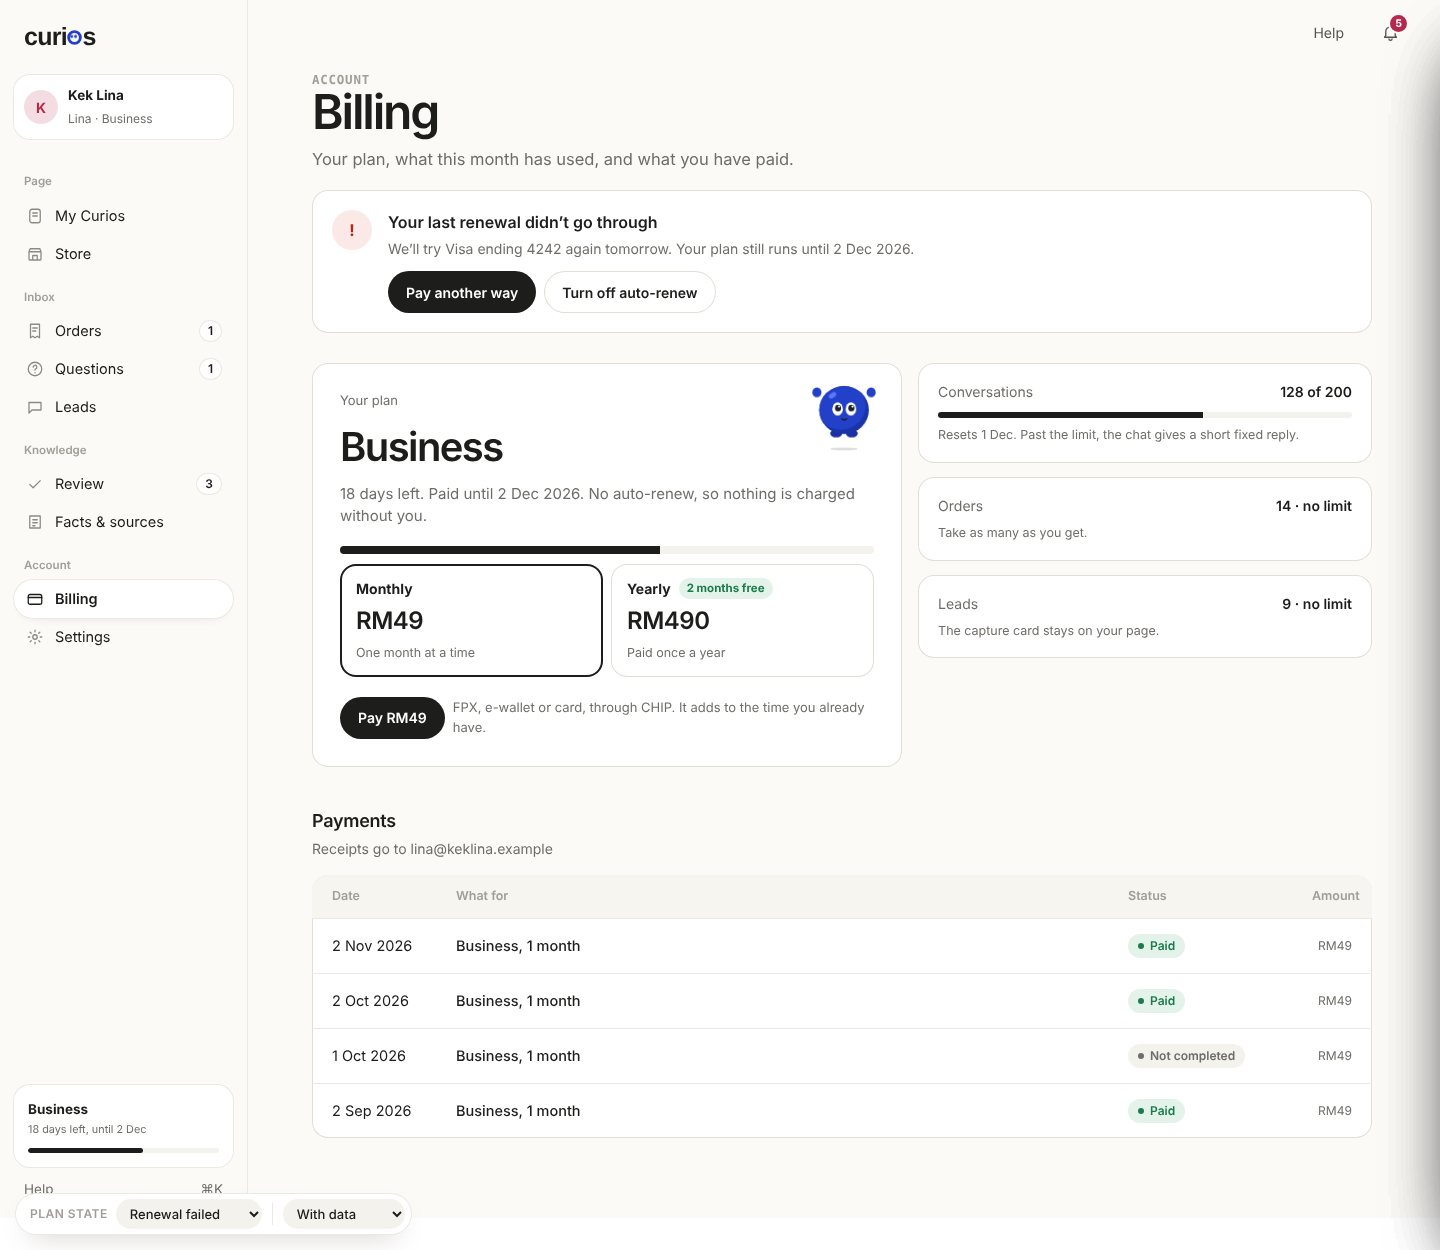 curios
Help
5
K
Kek Lina
Lina · Business
Page
My Curios
Store
Inbox
Orders
1
Questions
1
Leads
Knowledge
Review
3
Facts & sources
Account
Billing
Settings
Business
18 days left, until 2 Dec
Help
⌘K
ACCOUNT
Billing
Your plan, what this month has used, and what you have paid.
!
Your last renewal didn’t go through
We’ll try Visa ending 4242 again tomorrow. Your plan still runs until 2 Dec 2026.
Pay another way
Turn off auto-renew
Your plan
Business
18 days left. Paid until 2 Dec 2026. No auto-renew, so nothing is charged
without you.
Monthly
RM49
One month at a time
Yearly
2 months free
RM490
Paid once a year
Pay RM49
FPX, e-wallet or card, through CHIP. It adds to the time you already
have.
Conversations
128 of 200
Resets 1 Dec. Past the limit, the chat gives a short fixed reply.
Orders
14 · no limit
Take as many as you get.
Leads
9 · no limit
The capture card stays on your page.
Payments
Receipts go to lina@keklina.example
Date What for Status Amount
2 Nov 2026 Business, 1 month Paid RM49
2 Oct 2026 Business, 1 month Paid RM49
1 Oct 2026 Business, 1 month Not completed RM49
2 Sep 2026 Business, 1 month Paid RM49
PLAN STATE Renewal failed With data